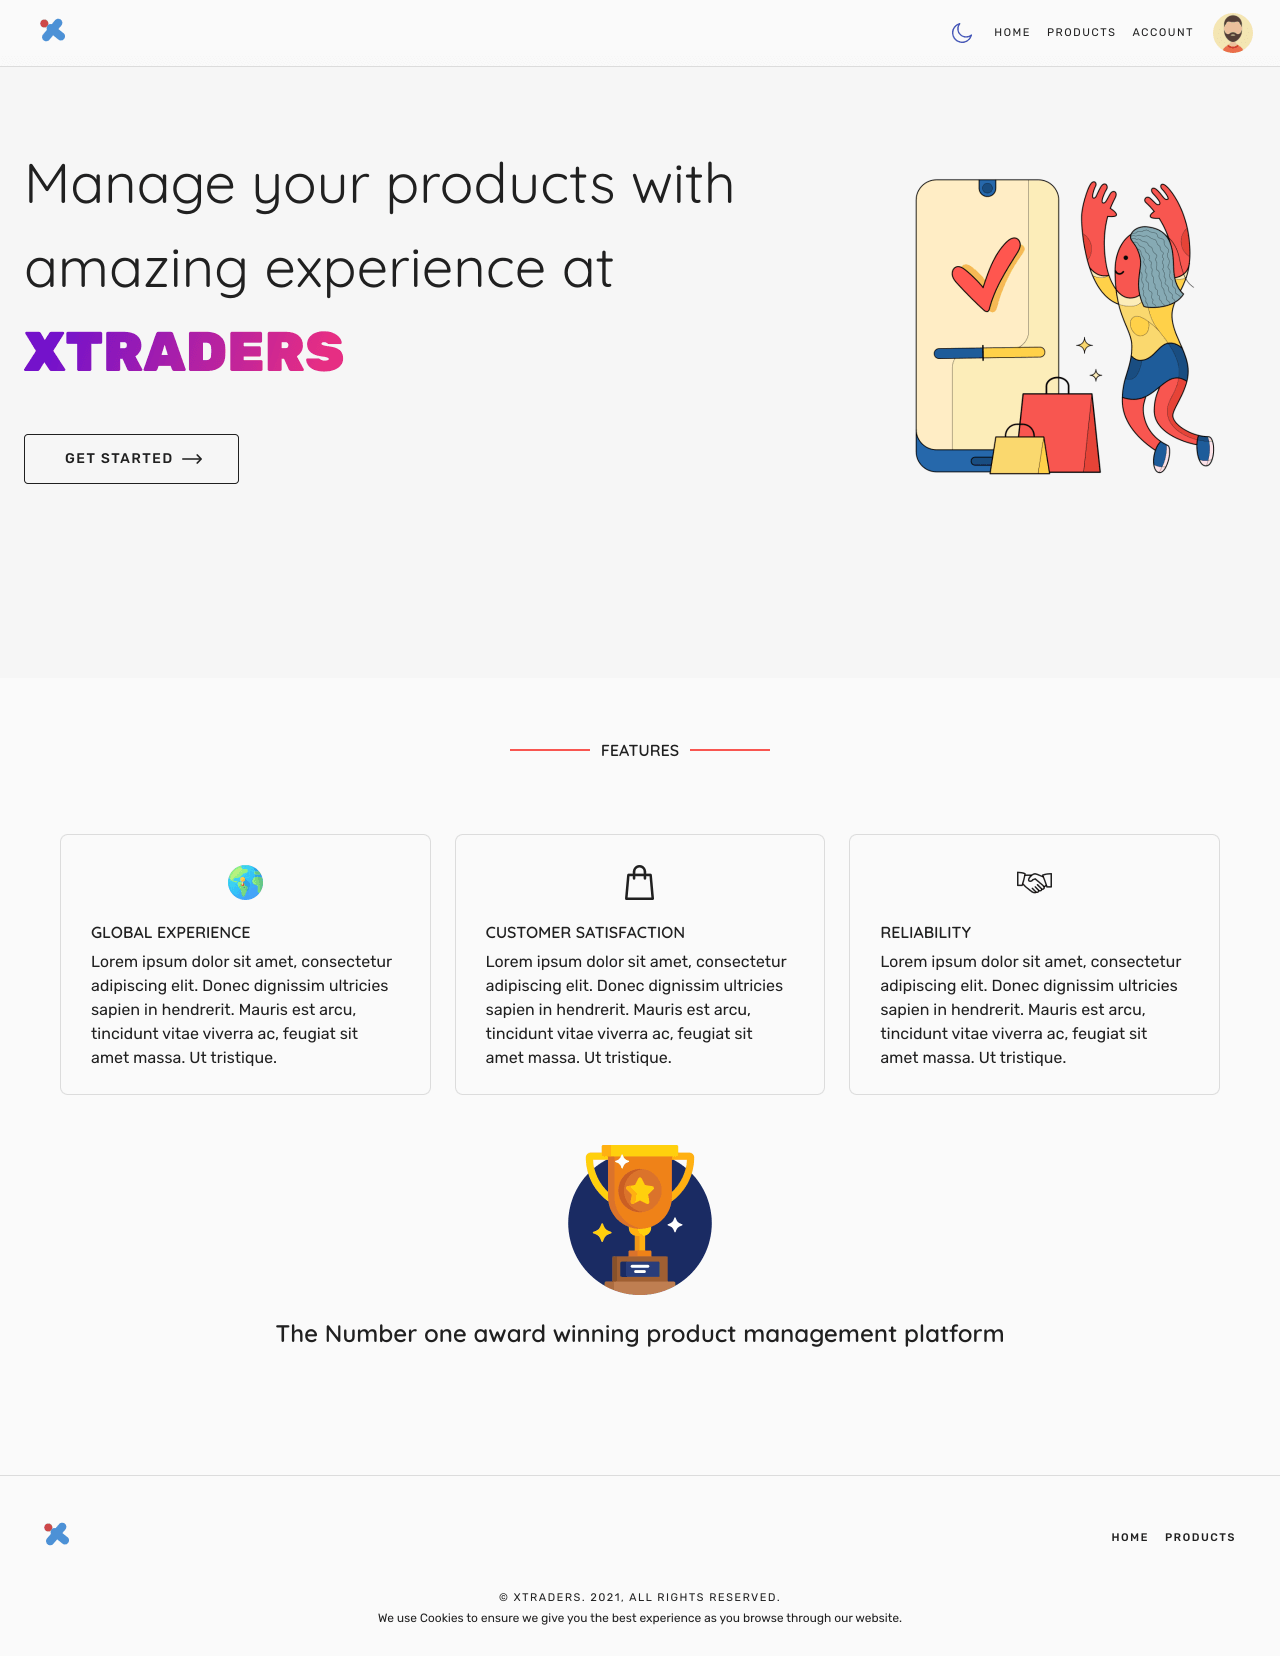 HOME PRODUCTS ACCOUNT
Manage your products with
amazing experience at
XTRADERS
GET STARTED
FEATURES
GLOBAL EXPERIENCE
Lorem ipsum dolor sit amet, consectetur
adipiscing elit. Donec dignissim ultricies
sapien in hendrerit. Mauris est arcu,
tincidunt vitae viverra ac, feugiat sit
amet massa. Ut tristique.
CUSTOMER SATISFACTION
Lorem ipsum dolor sit amet, consectetur
adipiscing elit. Donec dignissim ultricies
sapien in hendrerit. Mauris est arcu,
tincidunt vitae viverra ac, feugiat sit
amet massa. Ut tristique.
RELIABILITY
Lorem ipsum dolor sit amet, consectetur
adipiscing elit. Donec dignissim ultricies
sapien in hendrerit. Mauris est arcu,
tincidunt vitae viverra ac, feugiat sit
amet massa. Ut tristique.
The Number one award winning product management platform
HOME PRODUCTS
© XTRADERS. 2021, ALL RIGHTS RESERVED.
We use Cookies to ensure we give you the best experience as you browse through our website.